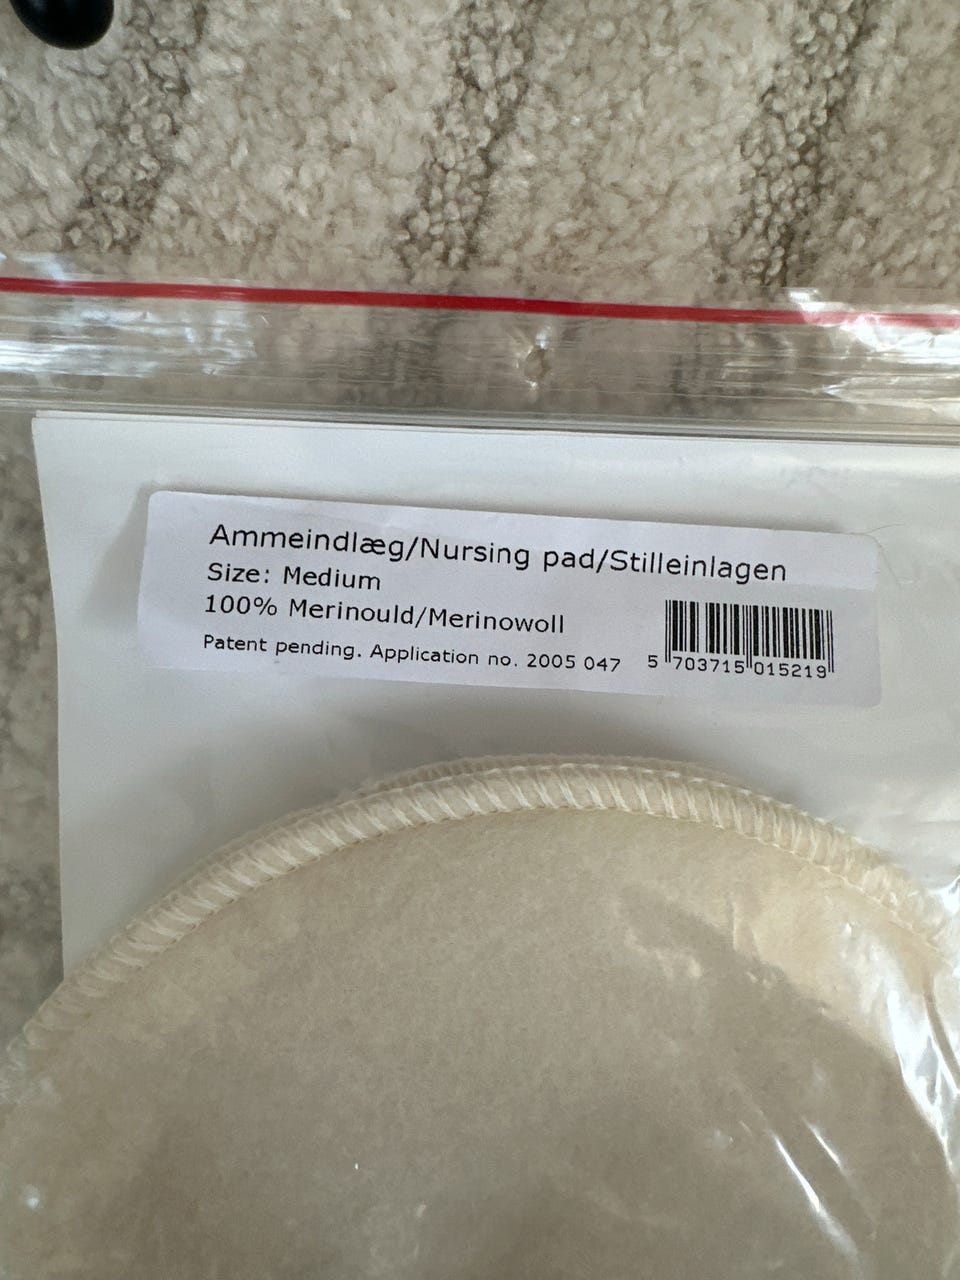 Ammeindlæg/Nursing pad/Stilleinlagen
Size: Medium
100% Merinould/Merinowoll
Patent pending. Application no. 2005 047
5 703715 015219